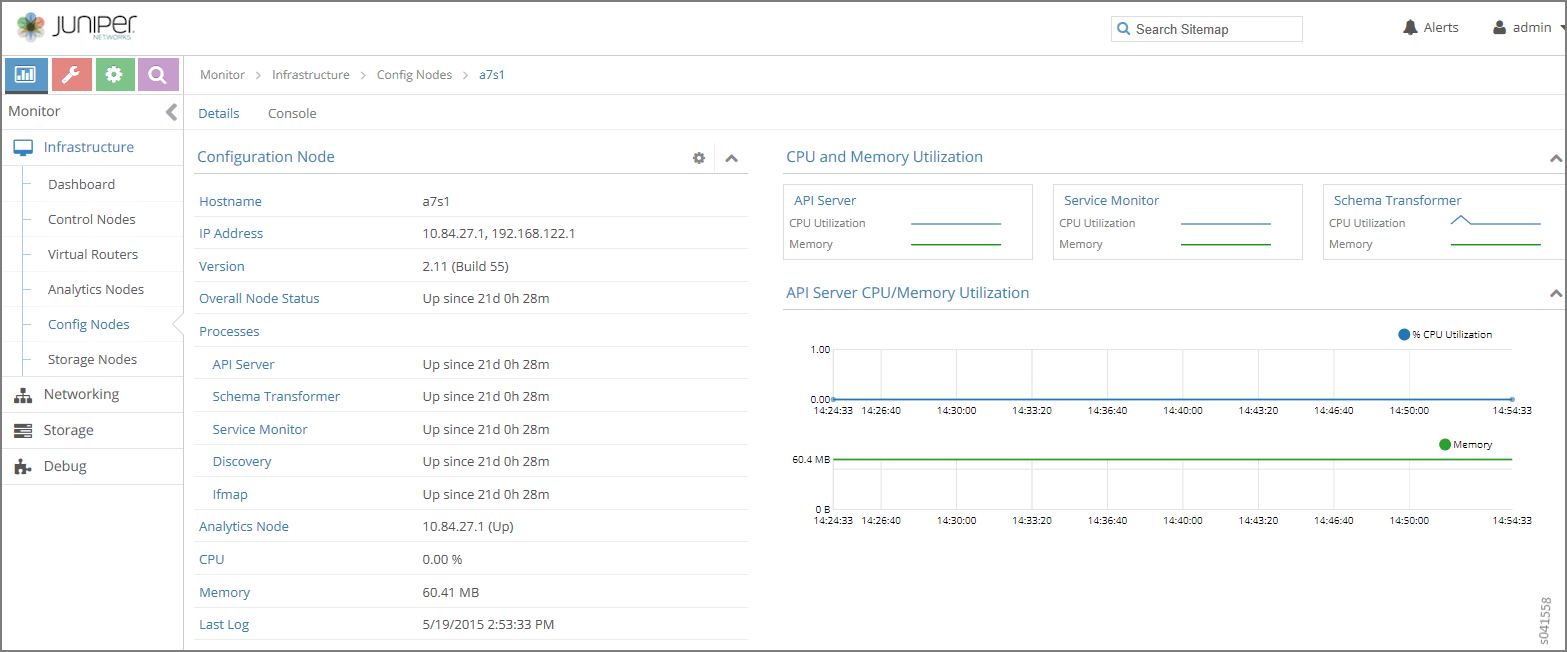 JUNIPER
NETWORKS
Search Sitemap
Alerts
admin
Monitor > Infrastructure > Config Nodes > a7s1
Monitor
Infrastructure
Dashboard
Control Nodes
Virtual Routers
Analytics Nodes
Config Nodes
Storage Nodes
Networking
Storage
Debug
Details Console
Configuration Node
Hostname a7s1
IP Address 10.84.27.1, 192.168.122.1
Version 2.11 (Build 55)
Overall Node Status Up since 21d 0h 28m
Processes
API Server Up since 21d 0h 28m
Schema Transformer Up since 21d 0h 28m
Service Monitor Up since 21d 0h 28m
Discovery Up since 21d 0h 28m
Ifmap Up since 21d 0h 28m
Analytics Node 10.84.27.1 (Up)
CPU 0.00 %
Memory 60.41 MB
Last Log 5/19/2015 2:53:33 PM
CPU and Memory Utilization
API Server
CPU Utilization
Memory
Service Monitor
CPU Utilization
Memory
Schema Transformer
CPU Utilization
Memory
API Server CPU/Memory Utilization
% CPU Utilization
1.00
0.00
14:24:33 14:26:40 14:30:00 14:33:20 14:36:40 14:40:00 14:43:20 14:46:40 14:50:00 14:54:33
Memory
60.4 MB
0 B
14:24:33 14:26:40 14:30:00 14:33:20 14:36:40 14:40:00 14:43:20 14:46:40 14:50:00 14:54:33
s041558